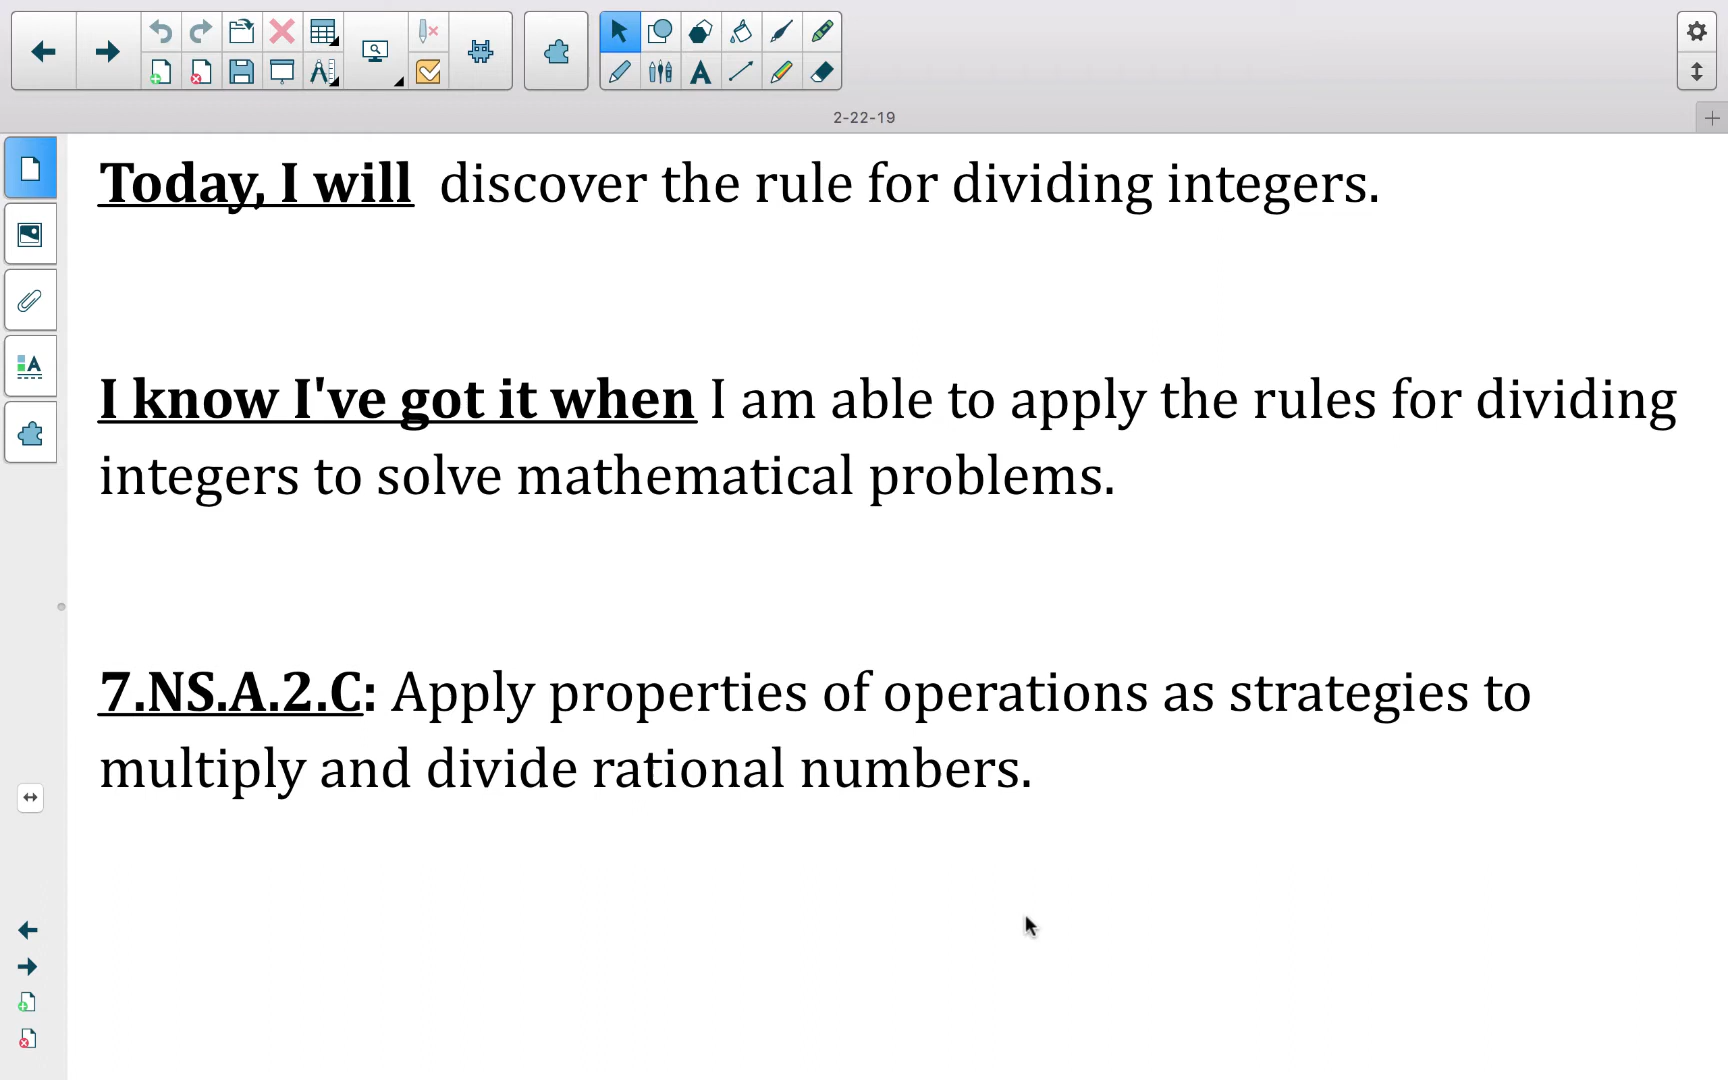 2-22-19
Today, I will discover the rule for dividing integers.
I know I've got it when I am able to apply the rules for dividing
integers to solve mathematical problems.
7.NS.A.2.C: Apply properties of operations as strategies to
multiply and divide rational numbers.